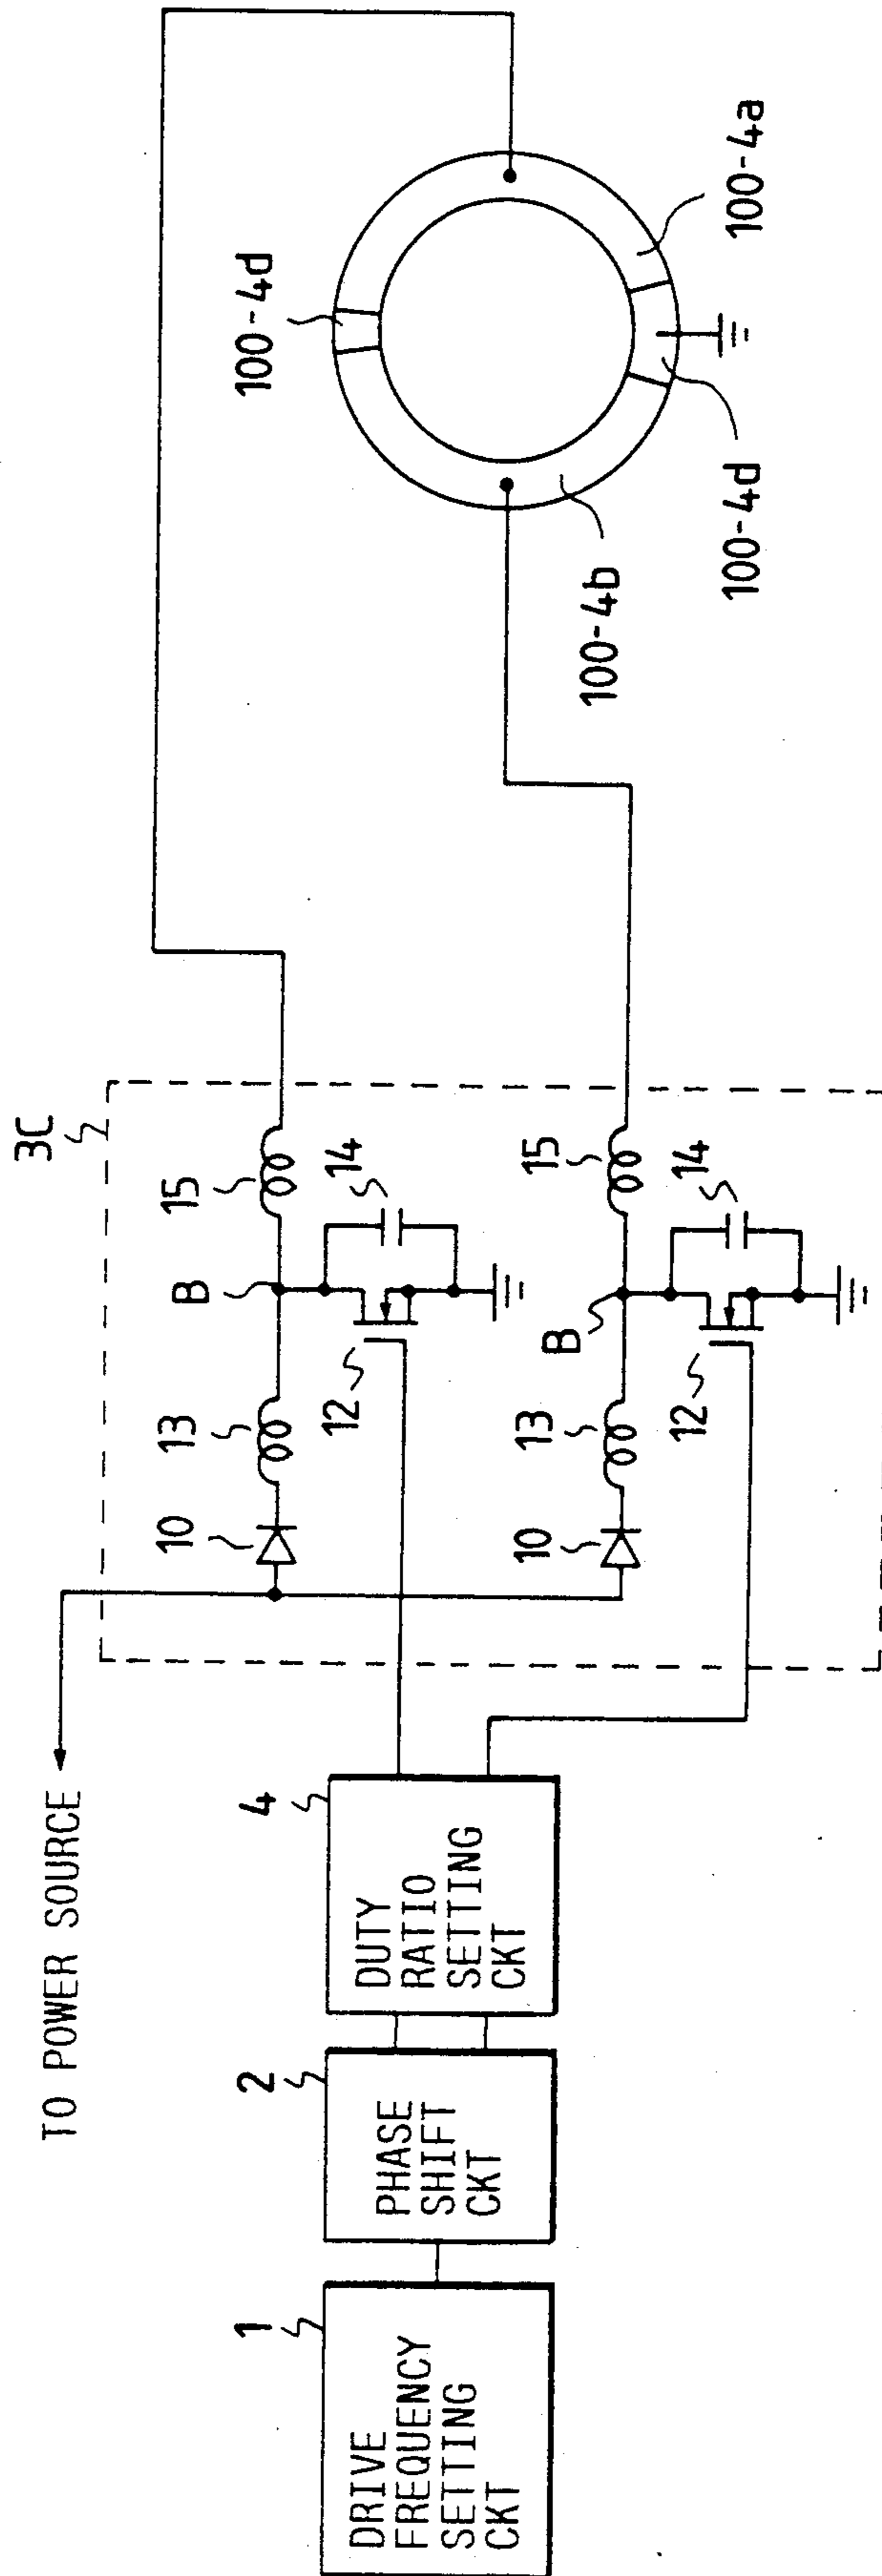 TO POWER SOURCE
3C
10
13
B
15
12
14
10
13
B
15
12
14
1
DRIVE
FREQUENCY
SETTING
CKT
2
PHASE
SHIFT
CKT
4
DUTY
RATIO
SETTING
CKT
100-4d
100-4b
100-4d
100-4a